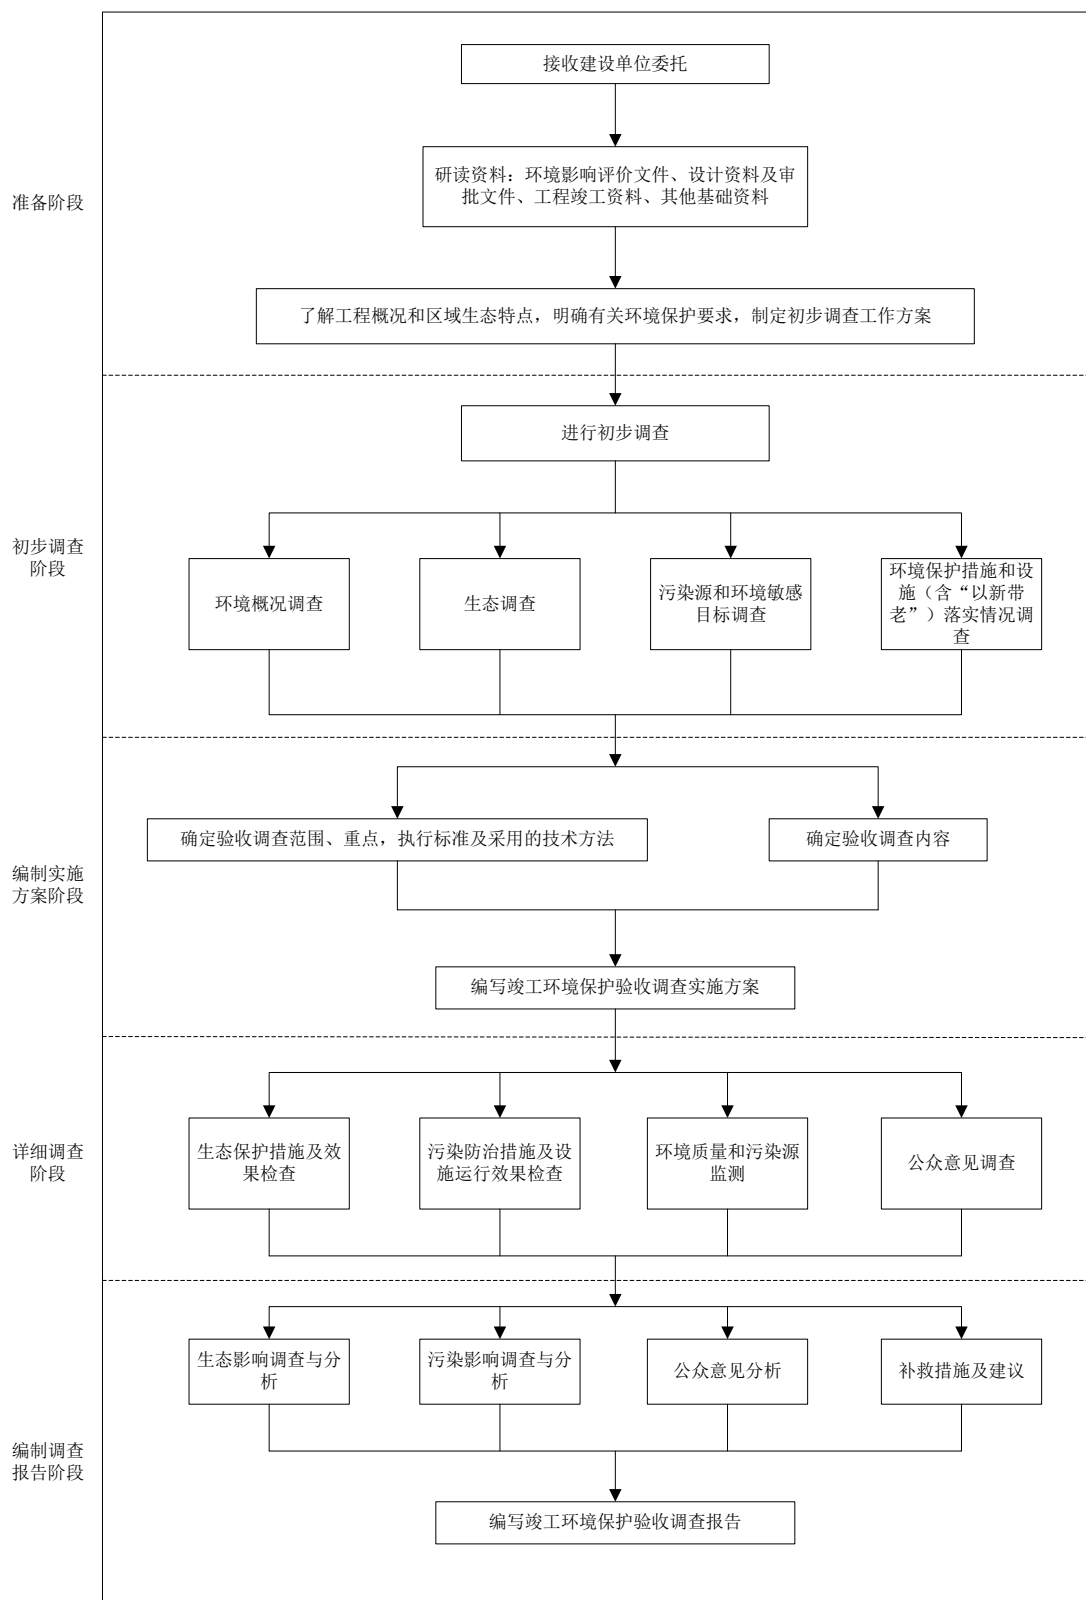 接收建设单位委托
研读资料：环境影响评价文件、设计资料及审
批文件、工程竣工资料、其他基础资料
准备阶段
了解工程概况和区域生态特点，明确有关环境保护要求，制定初步调查工作方案
进行初步调查
初步调查
阶段
环境概况调查
生态调查
污染源和环境敏感
目标调查
环境保护措施和设
施（含“以新带
老”）落实情况调
查
确定验收调查范围、重点，执行标准及采用的技术方法
确定验收调查内容
编制实施
方案阶段
编写竣工环境保护验收调查实施方案
详细调查
阶段
生态保护措施及效
果检查
污染防治措施及设
施运行效果检查
环境质量和污染源
监测
公众意见调查
生态影响调查与分
析
污染影响调查与分
析
公众意见分析
补救措施及建议
编制调查
报告阶段
编写竣工环境保护验收调查报告